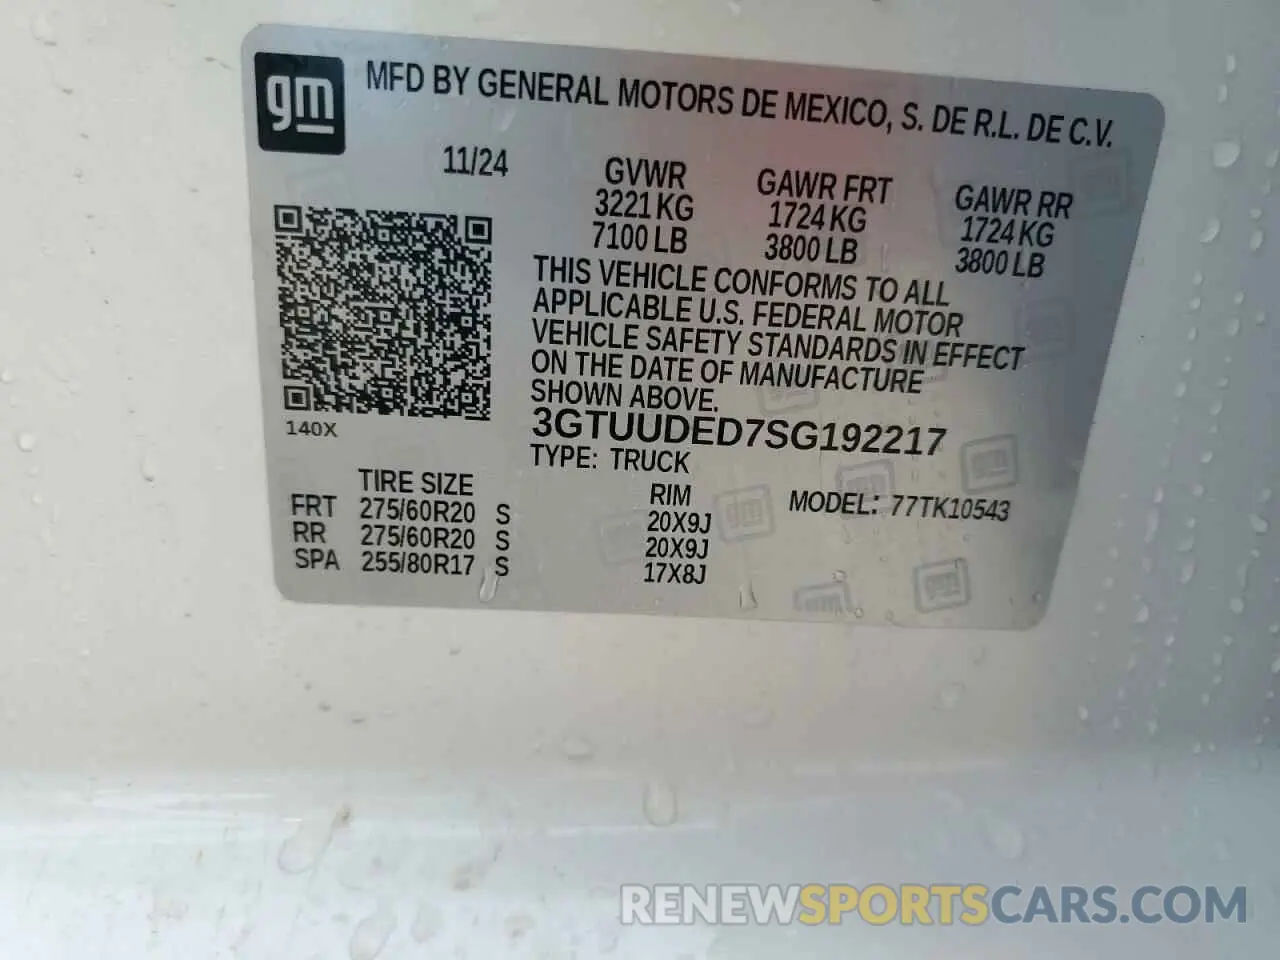 gm
MFD BY GENERAL MOTORS DE MEXICO, S. DE R.L. DE C.V.
11/24
GVWR
3221 KG
7100 LB
GAWR FRT
1724 KG
3800 LB
GAWR RR
1724 KG
3800 LB
THIS VEHICLE CONFORMS TO ALL
APPLICABLE U.S. FEDERAL MOTOR
VEHICLE SAFETY STANDARDS IN EFFECT
ON THE DATE OF MANUFACTURE
SHOWN ABOVE.
140X
3GTUUDED7SG192217
TYPE: TRUCK
MODEL: 77TK10543
TIRE SIZE RIM
FRT 275/60R20 S 20X9J
RR 275/60R20 S 20X9J
SPA 255/80R17 S 17X8J
RENEWSPORTSCARS.COM